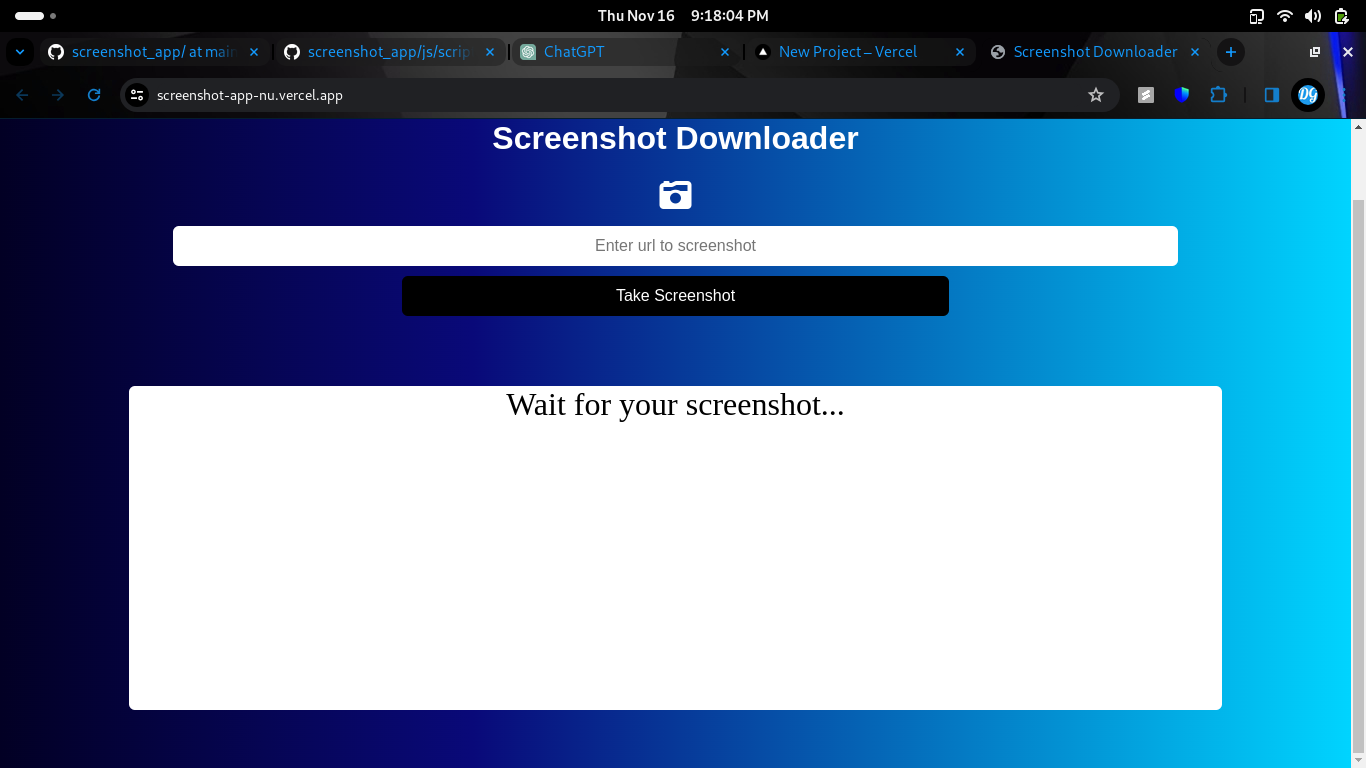 Thu Nov 16 9:18:04 PM
screenshot_app/ at main
screenshot_app/js/scrip
ChatGPT
New Project – Vercel
Screenshot Downloader
screenshot-app-nu.vercel.app
DG
Screenshot Downloader
Enter url to screenshot
Take Screenshot
Wait for your screenshot...